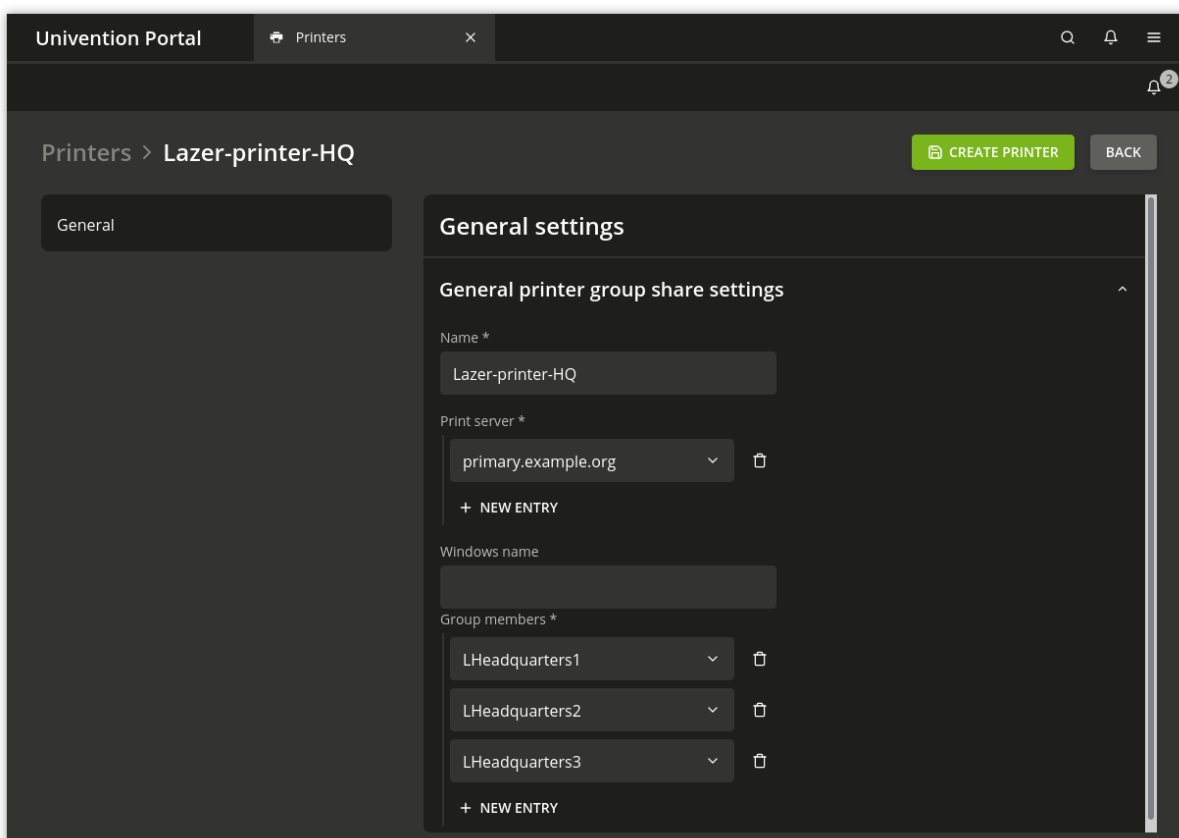 Univention Portal
Printers
2
Printers > Lazer-printer-HQ
CREATE PRINTER
BACK
General
General settings
General printer group share settings
Name *
Lazer-printer-HQ
Print server *
primary.example.org
+ NEW ENTRY
Windows name
Group members *
LHeadquarters1
LHeadquarters2
LHeadquarters3
+ NEW ENTRY